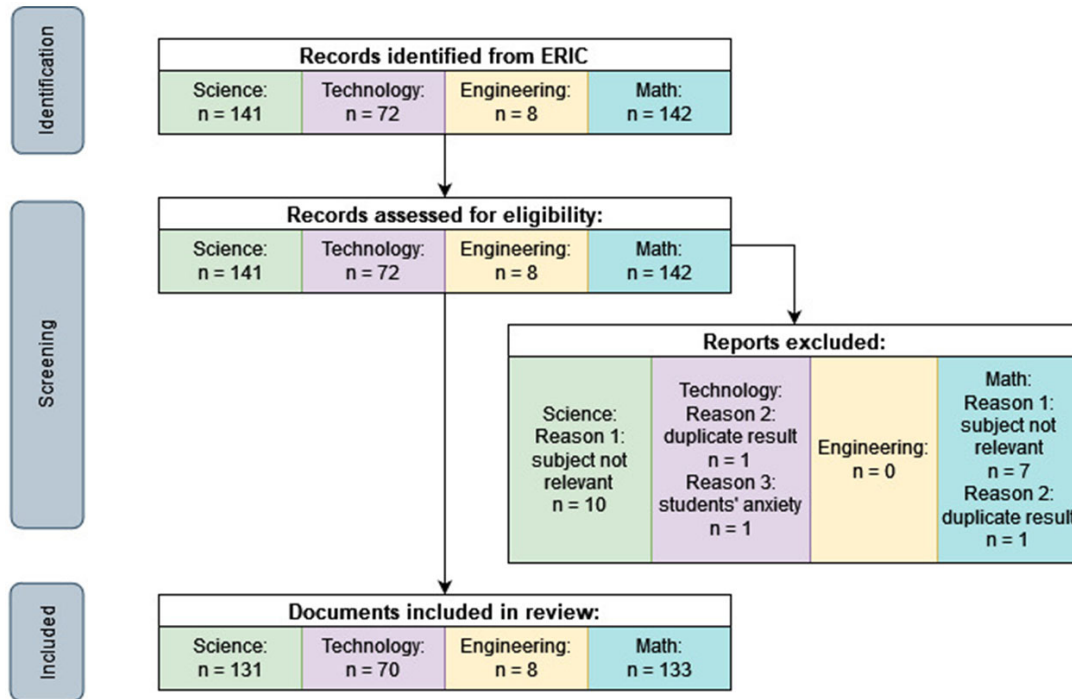 Identification
Records identified from ERIC
Science:
n = 141
Technology:
n = 72
Engineering:
n = 8
Math:
n = 142
Screening
Records assessed for eligibility:
Science:
n = 141
Technology:
n = 72
Engineering:
n = 8
Math:
n = 142
Reports excluded:
Science:
Reason 1:
subject not
relevant
n = 10
Technology:
Reason 2:
duplicate result
n = 1
Reason 3:
students' anxiety
n = 1
Engineering:
n = 0
Math:
Reason 1:
subject not
relevant
n = 7
Reason 2:
duplicate result
n = 1
Included
Documents included in review:
Science:
n = 131
Technology:
n = 70
Engineering:
n = 8
Math:
n = 133